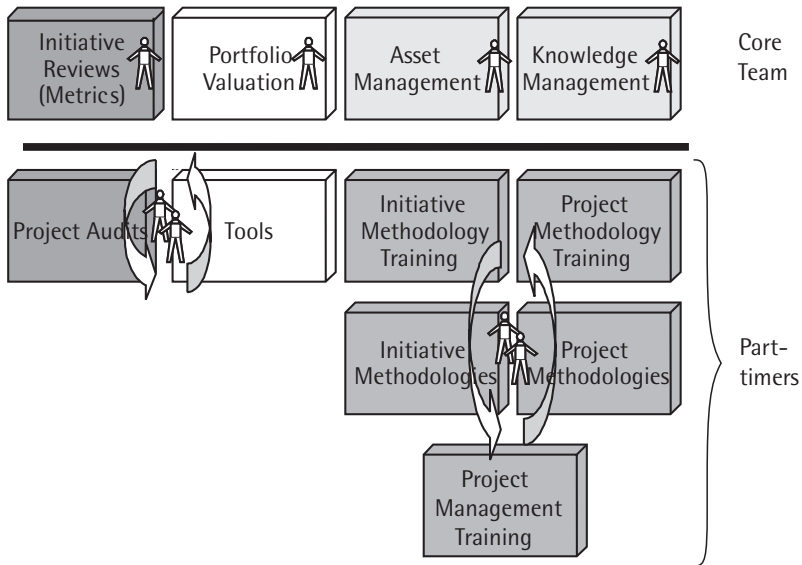 Initiative
Reviews
(Metrics)
Portfolio
Valuation
Asset
Management
Knowledge
Management
Core
Team
Project Audits
Tools
Initiative
Methodology
Training
Project
Methodology
Training
Initiative
Methodologies
Project
Methodologies
Part-
timers
Project
Management
Training